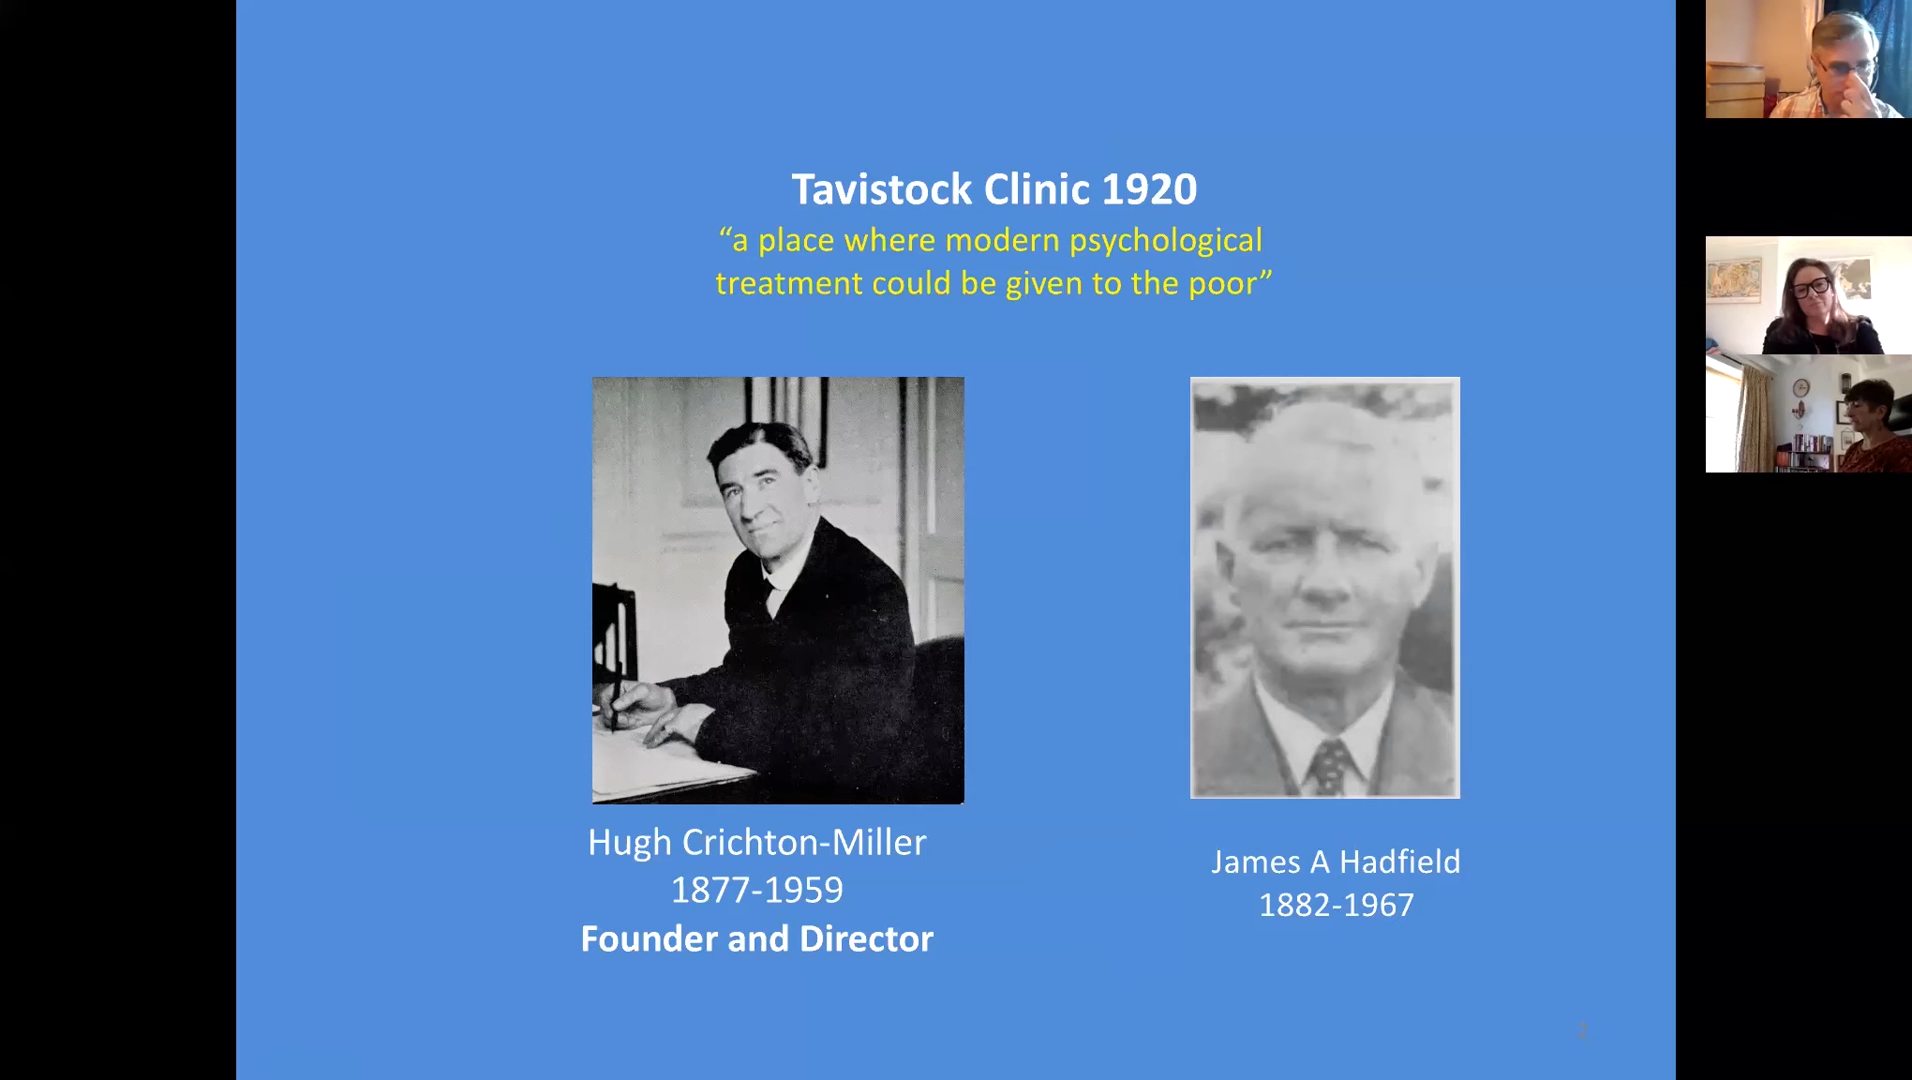 Tavistock Clinic 1920
“a place where modern psychological
treatment could be given to the poor”
Hugh Crichton-Miller
1877-1959
Founder and Director
James A Hadfield
1882-1967
2